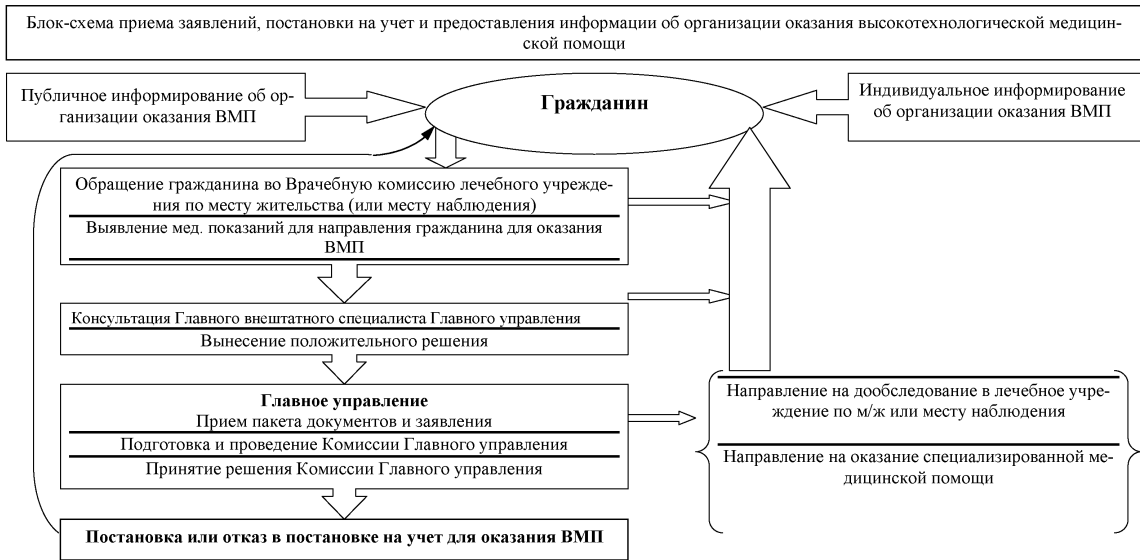 Блок-схема приема заявлений, постановки на учет и предоставления информации об организации оказания высокотехнологической медицин-
ской помощи
Публичное информирование об ор-
ганизации оказания ВМП
Гражданин
Индивидуальное информирование
об организации оказания ВМП
Обращение гражданина во Врачебную комиссию лечебного учрежде-
ния по месту жительства (или месту наблюдения)
Выявление мед. показаний для направления гражданина для оказания
ВМП
Консультация Главного внештатного специалиста Главного управления
Вынесение положительного решения
Главное управление
Прием пакета документов и заявления
Подготовка и проведение Комиссии Главного управления
Принятие решения Комиссии Главного управления
Направление на дообследование в лечебное учре-
ждение по м/ж или месту наблюдения
Направление на оказание специализированной ме-
дицинской помощи
Постановка или отказ в постановке на учет для оказания ВМП